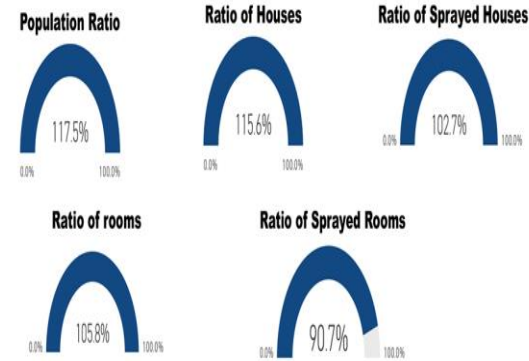 Population Ratio
117.5%
0.0% 100.0%
Ratio of Houses
115.6%
0.0% 100.0%
Ratio of Sprayed Houses
102.7%
0.0% 100.0%
Ratio of rooms
105.8%
0.0% 100.0%
Ratio of Sprayed Rooms
90.7%
0.0% 100.0%